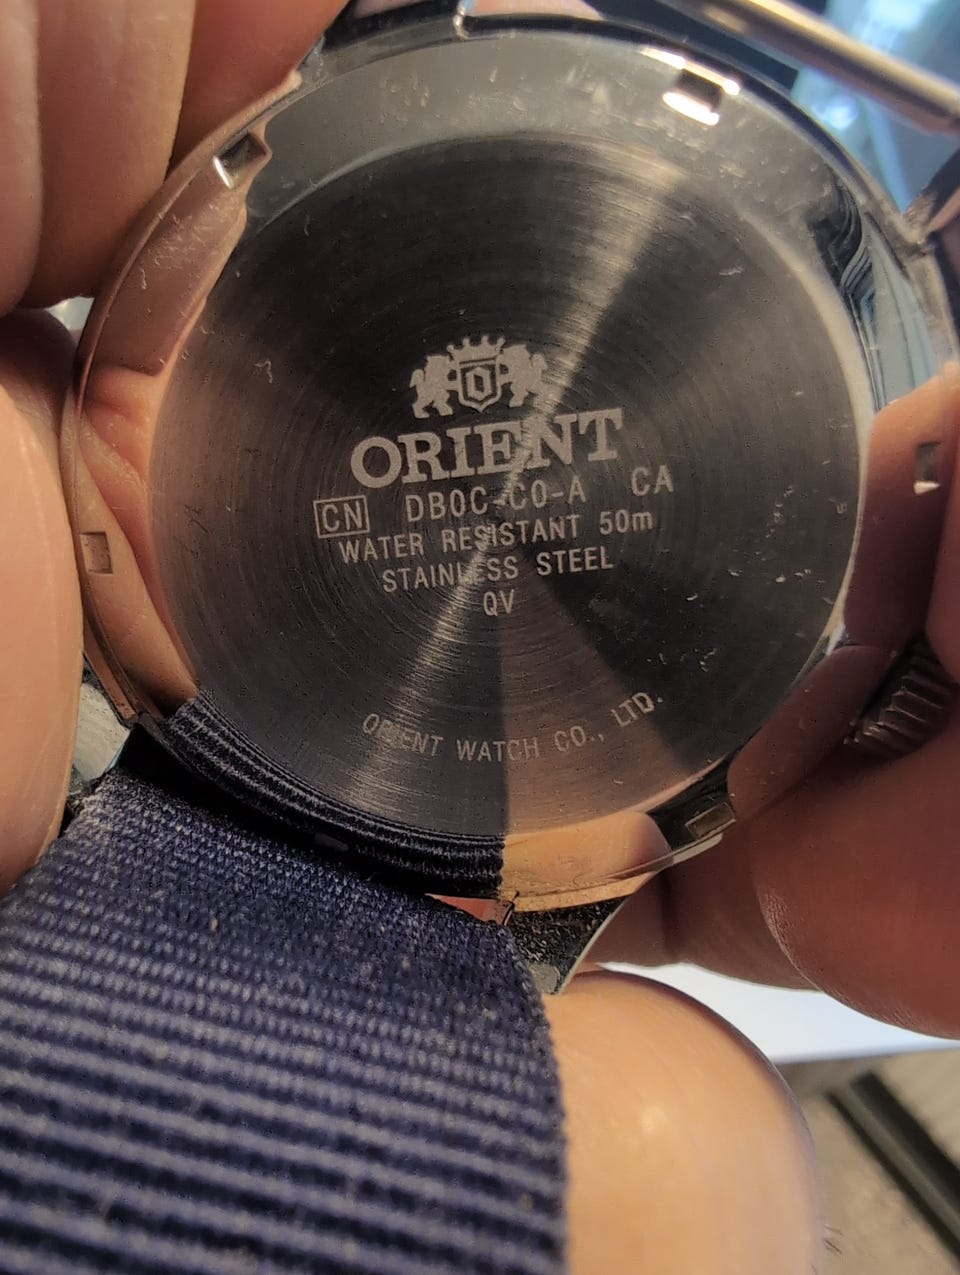 ORIENT
CN DB0C-C0-A CA
WATER RESISTANT 50m
STAINLESS STEEL
QV
ORIENT WATCH CO., LTD.